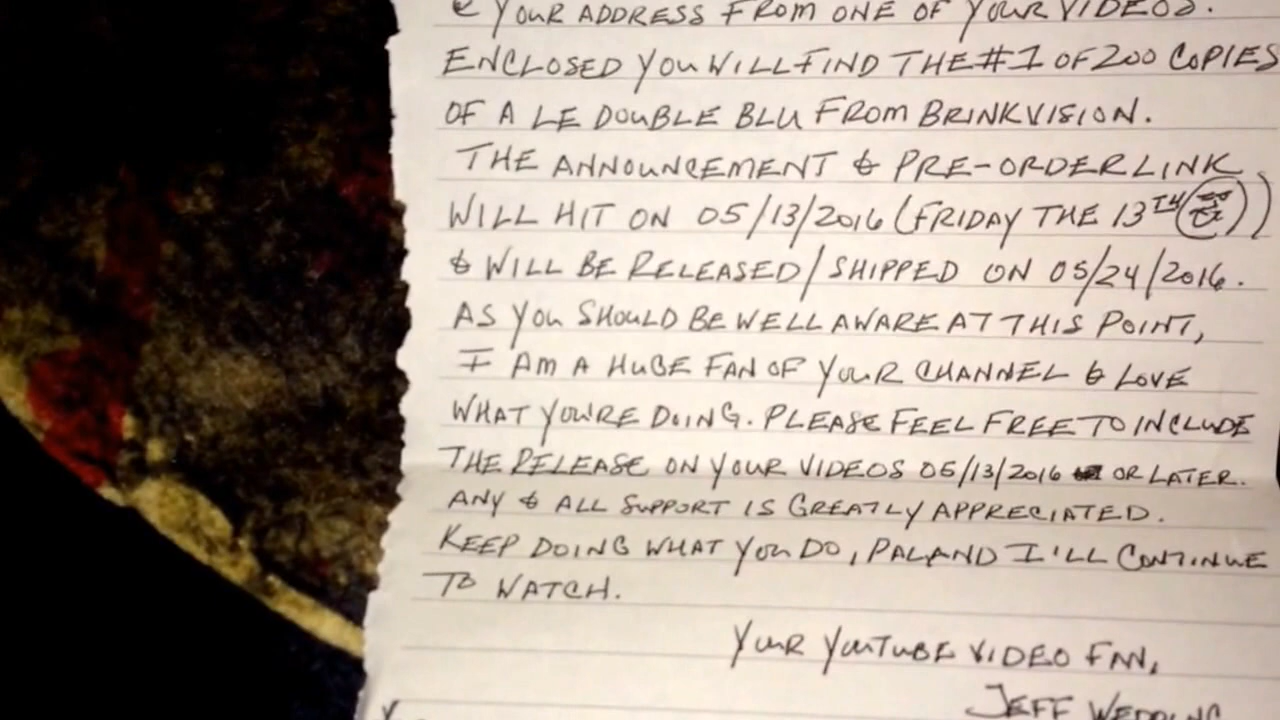 & YOUR ADDRESS FROM ONE OF YOUR VIDEOS.
ENCLOSED YOU WILL FIND THE #1 OF 200 COPIES
OF A LE DOUBLE BLU FROM BRINKVISION.
THE ANNOUNCEMENT & PRE-ORDER LINK
WILL HIT ON 05/13/2016 (FRIDAY THE 13TH)
& WILL BE RELEASED/SHIPPED ON 05/24/2016.
AS YOU SHOULD BE WELL AWARE AT THIS POINT,
I AM A HUGE FAN OF YOUR CHANNEL & LOVE
WHAT YOU'RE DOING. PLEASE FEEL FREE TO INCLUDE
THE RELEASE ON YOUR VIDEOS 05/13/2016 OR LATER.
ANY & ALL SUPPORT IS GREATLY APPRECIATED.
KEEP DOING WHAT YOU DO, PAL AND I'LL CONTINUE
TO WATCH.
YOUR YOUTUBE VIDEO FAN,
JEFF WEDDING